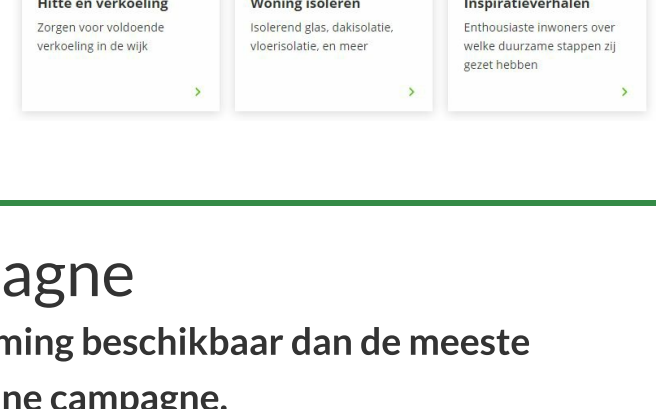 Hitte en verkoeling
Zorgen voor voldoende
verkoeling in de wijk
Woning isoleren
Isolerend glas, dakisolatie,
vloerisolatie, en meer
Inspiratieverhalen
Enthousiaste inwoners over
welke duurzame stappen zij
gezet hebben
agne
ming beschikbaar dan de meeste
ne campagne.